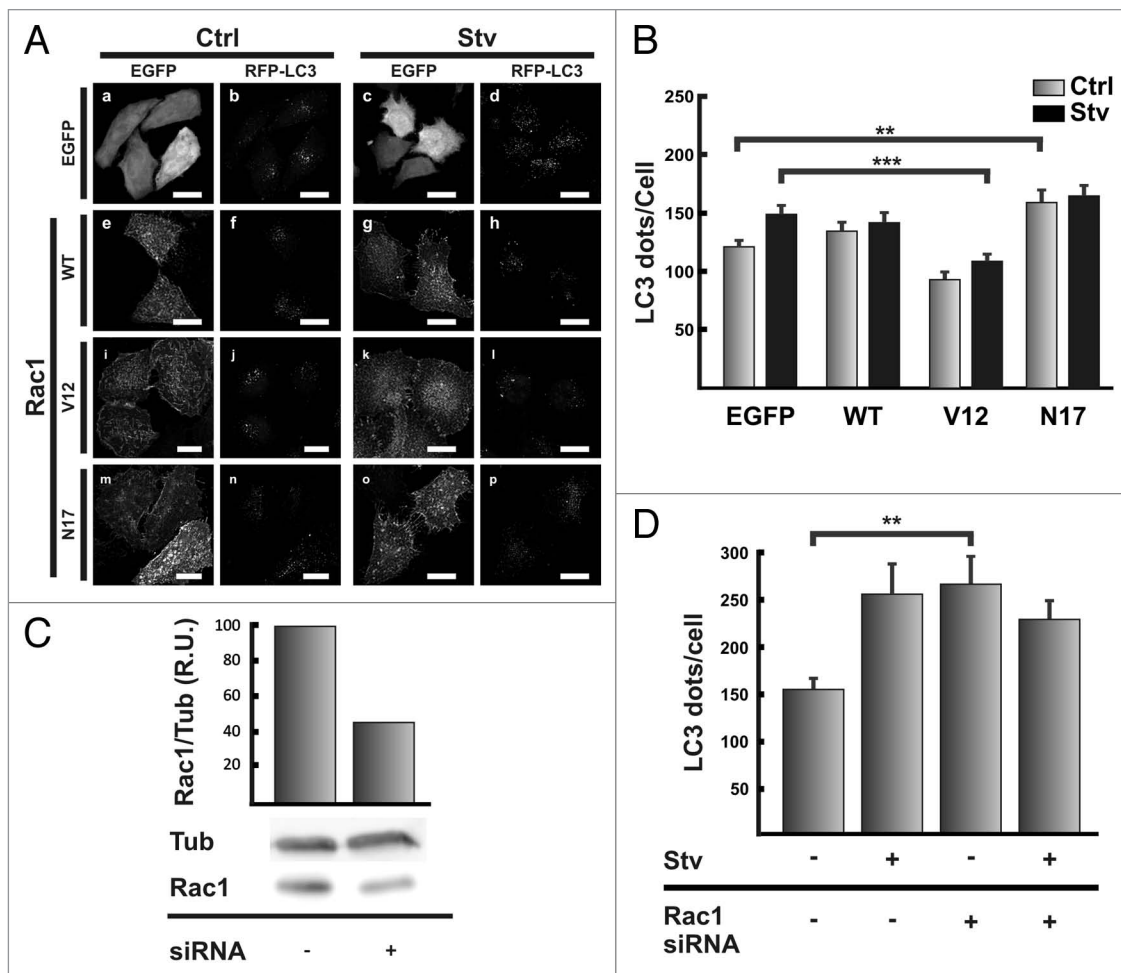 A
Ctrl Stv
EGFP RFP-LC3 EGFP RFP-LC3
EGFP
a b c d
Rac1
WT
e f g h
V12
i j k l
N17
m n o p
B
Ctrl
Stv
LC3 dots/Cell
250
200
150
100
50
**
***
EGFP WT V12 N17
C
Rac1/Tub (R.U.)
100
80
60
40
20
Tub
Rac1
siRNA - +
D
LC3 dots/cell
300
250
200
150
100
50
**
Stv - + - +
Rac1 - - + +
siRNA